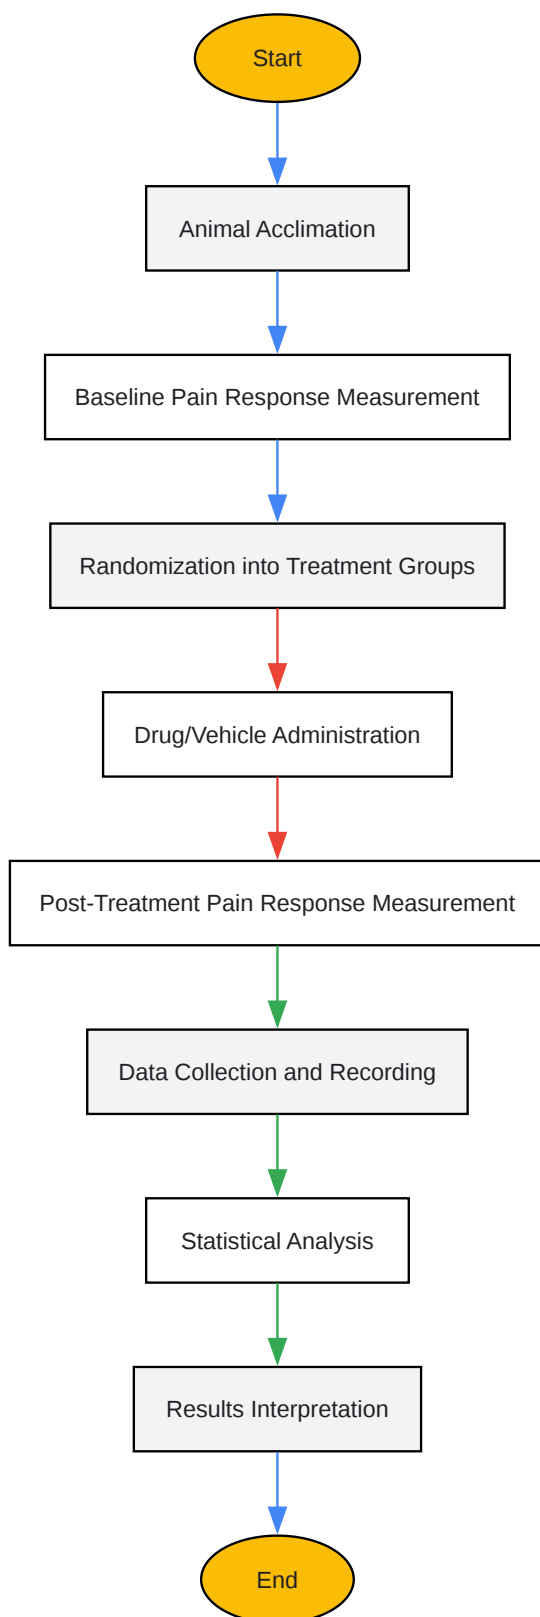 Start
Animal Acclimation
Baseline Pain Response Measurement
Randomization into Treatment Groups
Drug/Vehicle Administration
Post-Treatment Pain Response Measurement
Data Collection and Recording
Statistical Analysis
Results Interpretation
End